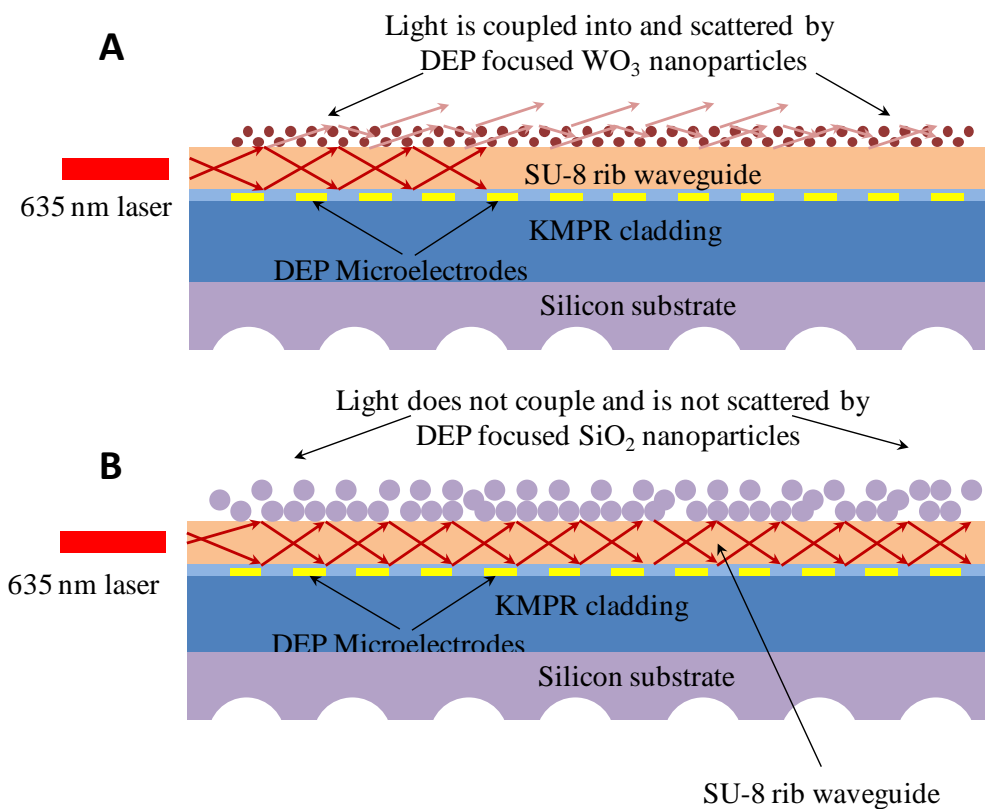 A
Light is coupled into and scattered by
DEP focused WO₃ nanoparticles
635 nm laser
SU-8 rib waveguide
KMPR cladding
DEP Microelectrodes
Silicon substrate
B
Light does not couple and is not scattered by
DEP focused SiO₂ nanoparticles
635 nm laser
KMPR cladding
DEP Microelectrodes
Silicon substrate
SU-8 rib waveguide